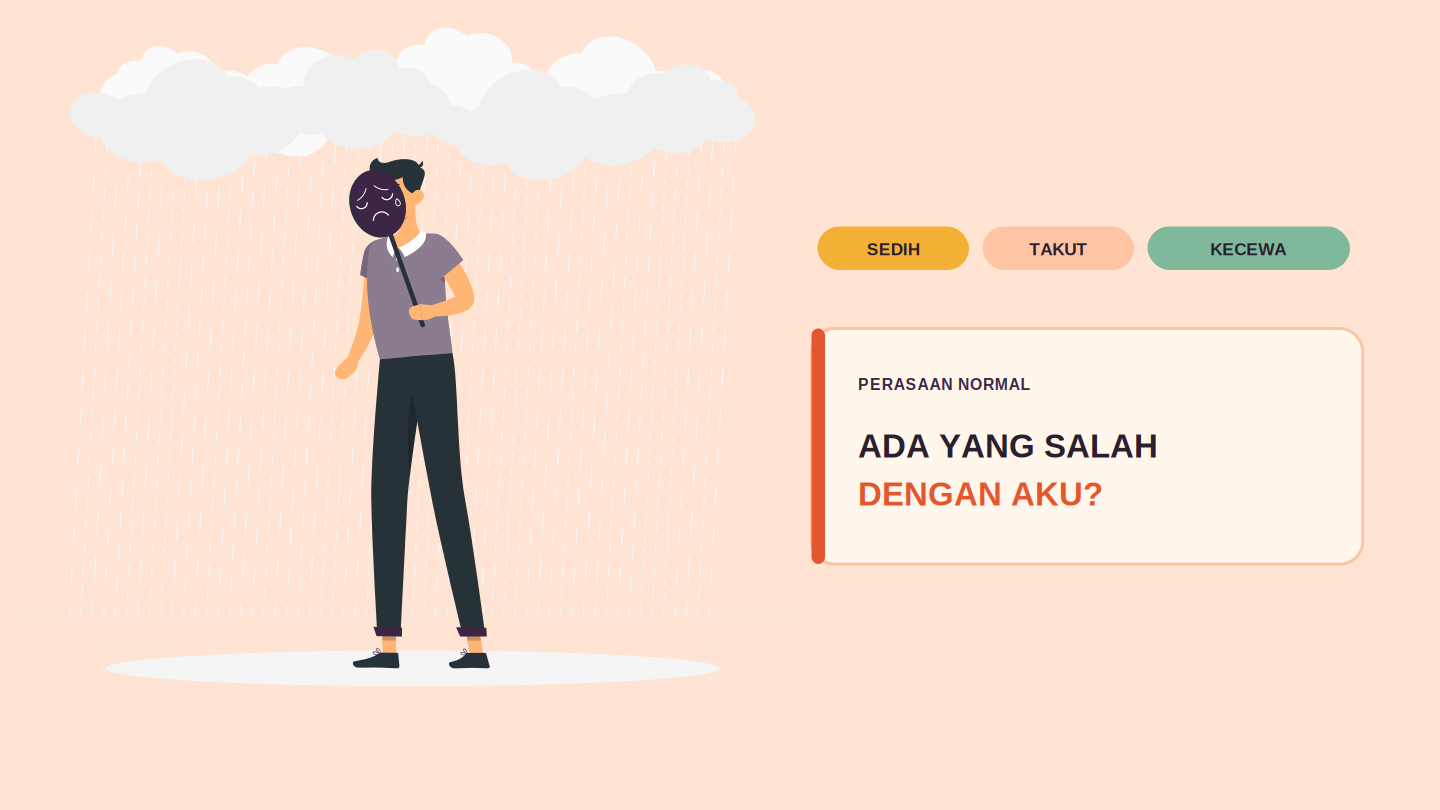 SEDIH
TAKUT
KECEWA
PERASAAN NORMAL
ADA YANG SALAH
DENGAN AKU?